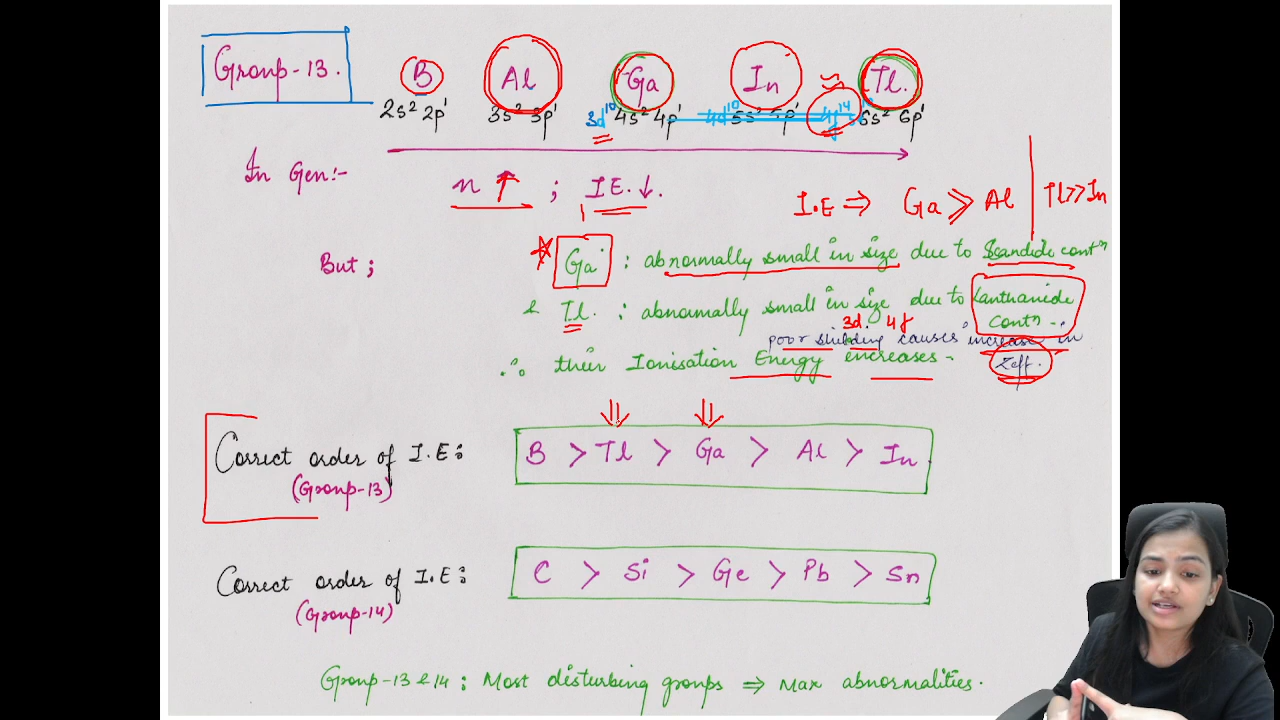 Group-13.
B Al Ga In ≈ Tl.
2s² 2p¹ 3s² 3p¹ 3d¹⁰ 4s² 4p¹ 4d¹⁰ 5s² 5p¹ 4f¹⁴ 6s² 6p¹
In Gen:-
n ↑ ; I.E. ↓.
I.E ⇒ Ga >> Al | Tl >> In
But ; * Ga : abnormally small in size due to Scandide contⁿ
& Tl. : abnormally small in size due to Lanthanide
contⁿ -.
3d. 4f
poor shielding causes increase in
∴ their Ionisation Energy increases - Zeff.
Correct order of I.E : B > Tl > Ga > Al > In.
(Group-13)
Correct order of I.E : C > Si > Ge > Pb > Sn
(Group-14)
Group-13 & 14 : Most disturbing groups ⇒ Max abnormalities.